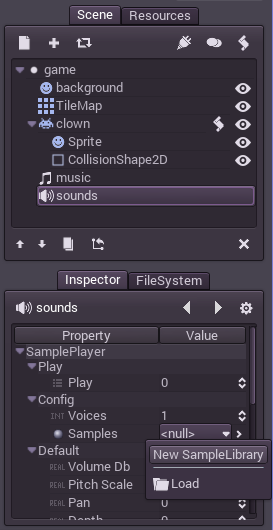 Scene Resources
game
background
TileMap
clown
Sprite
CollisionShape2D
music
sounds
Inspector FileSystem
sounds
Property Value
SamplePlayer
Play
Play 0
Config
INT Voices 1
Samples <null>
New SampleLibrary
Default
REAL Volume Db
Load
REAL Pitch Scale
REAL Pan 0
REAL Depth 0